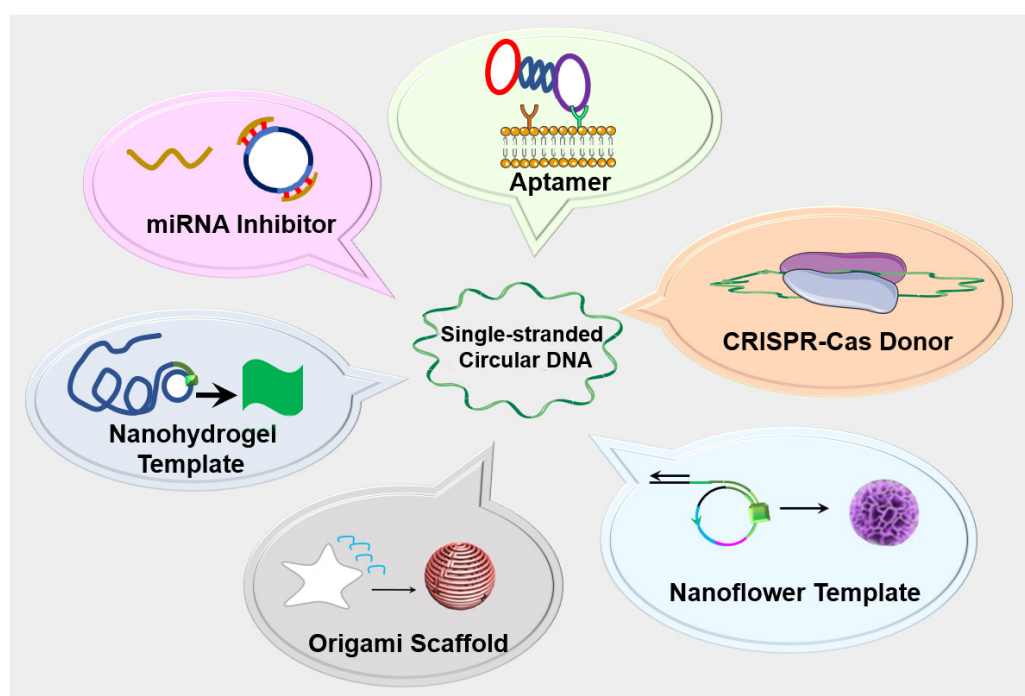 Aptamer
miRNA Inhibitor
Single-stranded
Circular DNA
CRISPR-Cas Donor
Nanohydrogel
Template
Nanoflower Template
Origami Scaffold